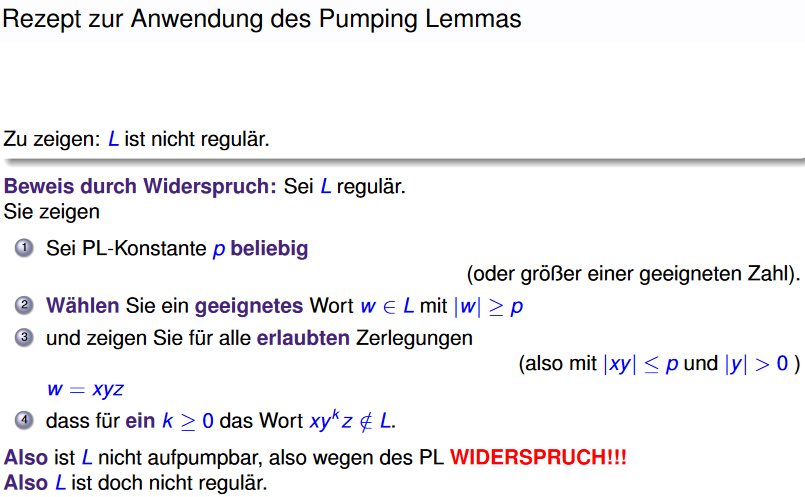 Rezept zur Anwendung des Pumping Lemmas
Zu zeigen: L ist nicht regulär.
Beweis durch Widerspruch: Sei L regulär.
Sie zeigen
1 Sei PL-Konstante p beliebig
(oder größer einer geeigneten Zahl).
2 Wählen Sie ein geeignetes Wort w ∈ L mit |w| ≥ p
3 und zeigen Sie für alle erlaubten Zerlegungen
(also mit |xy| ≤ p und |y| > 0 )
w = xyz
4 dass für ein k ≥ 0 das Wort xyᵏz ∉ L.
Also ist L nicht aufpumpbar, also wegen des PL WIDERSPRUCH!!!
Also L ist doch nicht regulär.